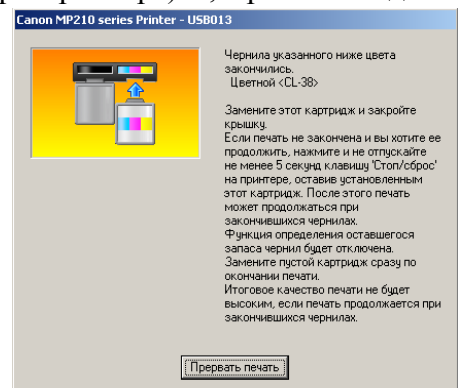 Canon MP210 series Printer - USB013
Чернила указанного ниже цвета
закончились.
Цветной <CL-38>
Замените этот картридж и закройте
крышку.
Если печать не закончена и вы хотите ее
продолжить, нажмите и не отпускайте
не менее 5 секунд клавишу 'Стоп/сброс'
на принтере, оставив установленным
этот картридж. После этого печать
может продолжаться при
закончившихся чернилах.
Функция определения оставшегося
запаса чернил будет отключена.
Замените пустой картридж сразу по
окончании печати.
Итоговое качество печати не будет
высоким, если печать продолжается при
закончившихся чернилах.
Прервать печать